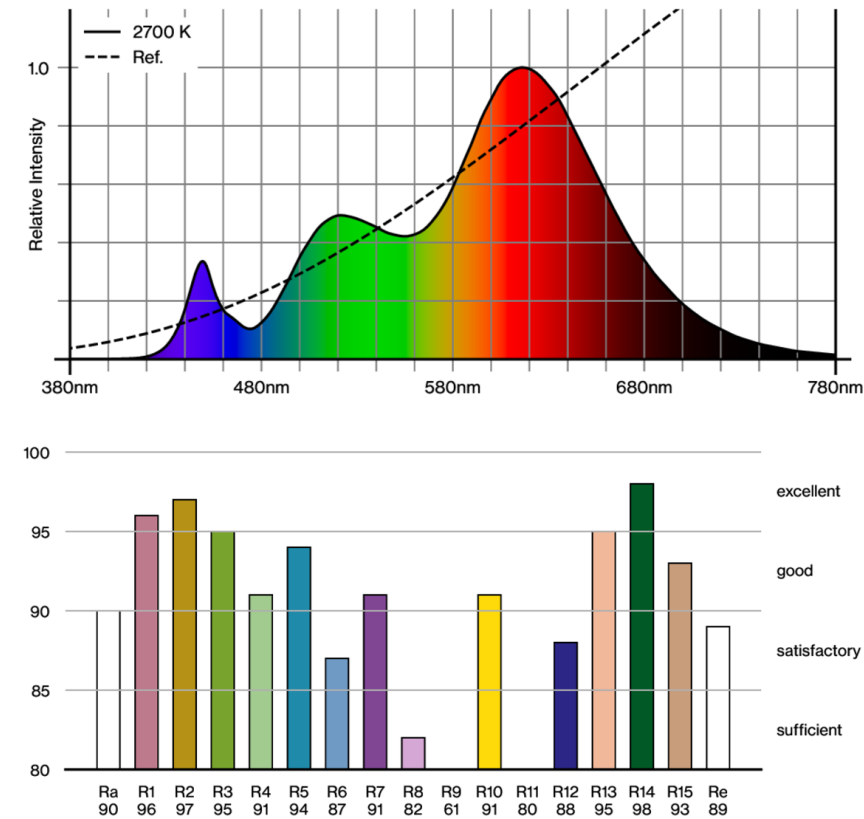 2700 K
Ref.
1.0
Relative Intensity
380nm 480nm 580nm 680nm 780nm
100
excellent
95
good
90
satisfactory
85
sufficient
80
Ra R1 R2 R3 R4 R5 R6 R7 R8 R9 R10 R11 R12 R13 R14 R15 Re
90 96 97 95 91 94 87 91 82 61 91 80 88 95 98 93 89